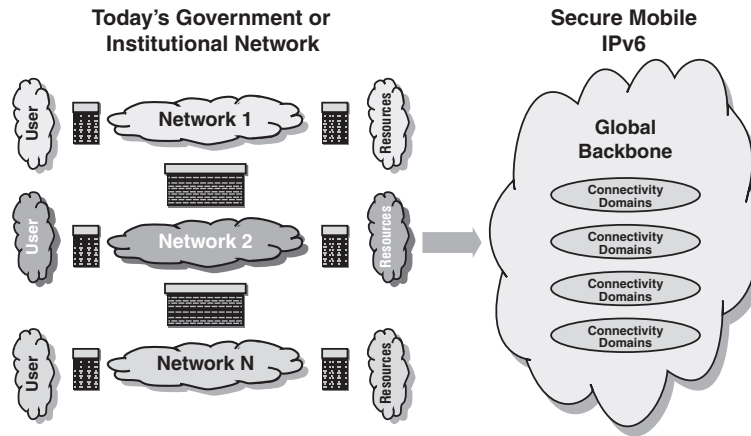 Today's Government or
Institutional Network
Secure Mobile
IPv6
User
Network 1
Resources
User
Network 2
Resources
User
Network N
Resources
Global
Backbone
Connectivity
Domains
Connectivity
Domains
Connectivity
Domains
Connectivity
Domains